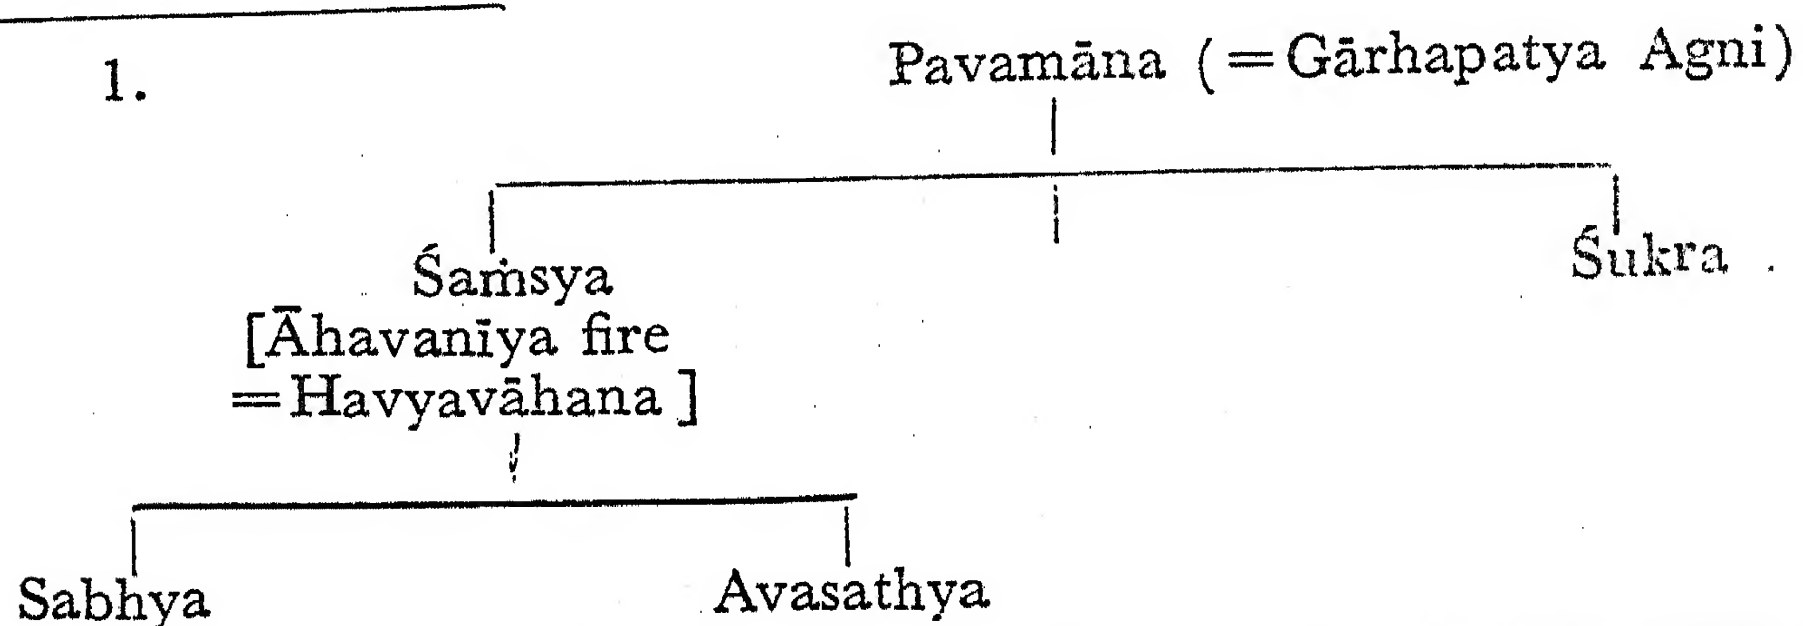 1.
Pavamāna (=Gārhapatya Agni)
Śaṁsya
Śukra
[Āhavanīya fire
=Havyavāhana]
Sabhya
Avasathya